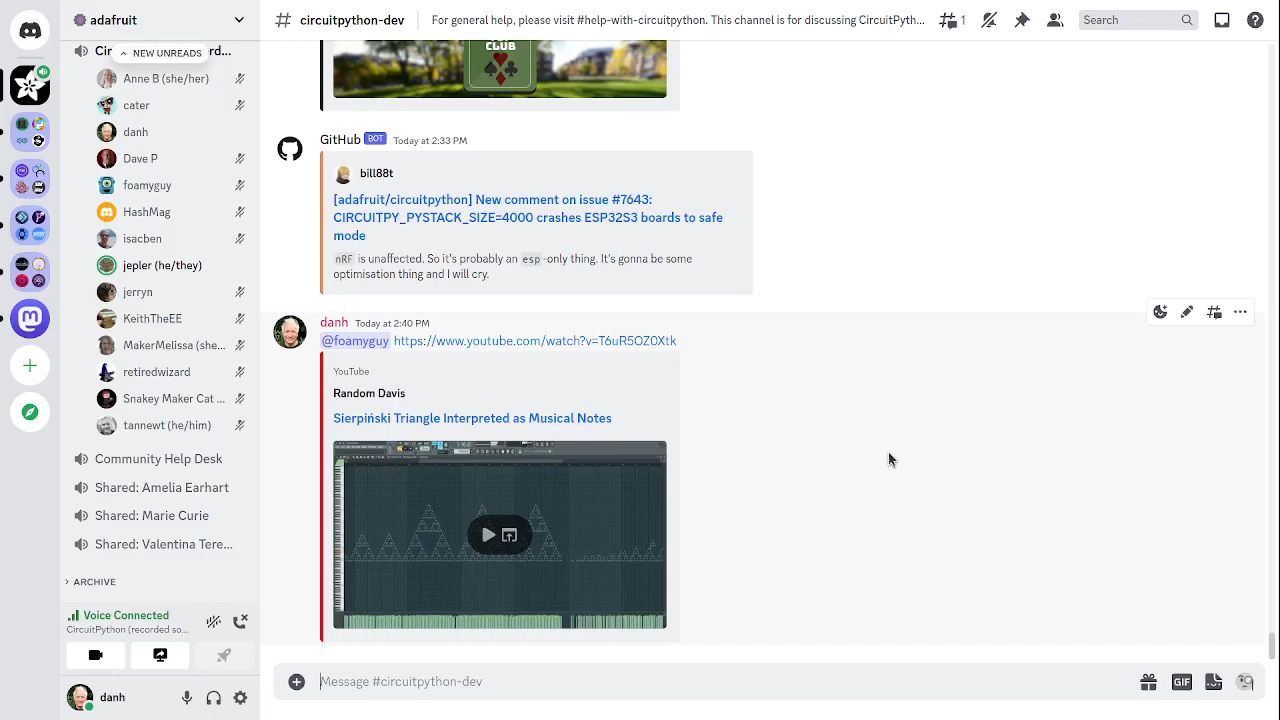 adafruit
Cir
rd...
NEW UNREADS
Anne B (she/her)
cater
danh
Dave P
foamyguy
HashMag
isacben
jepler (he/they)
jerryn
KeithTheEE
MakerMelissa (she...
retiredwizard
Snakey Maker Cat ...
tannewt (he/him)
Help Desk
Shared: Amelia Earhart
Shared: Marie Curie
Shared: Valentina Tere...
ARCHIVE
Voice Connected
CircuitPython (recorded so...
danh
# circuitpython-dev
For general help, please visit #help-with-circuitpython. This channel is for discussing CircuitPyth...
1
Search
CLUB
GitHub BOT Today at 2:33 PM
bill88t
[adafruit/circuitpython] New comment on issue #7643:
CIRCUITPY_PYSTACK_SIZE=4000 crashes ESP32S3 boards to safe
mode
nRF is unaffected. So it's probably an esp-only thing. It's gonna be some
optimisation thing and I will cry.
danh Today at 2:40 PM
@foamyguy https://www.youtube.com/watch?v=T6uR5OZ0Xtk
YouTube
Random Davis
Sierpiński Triangle Interpreted as Musical Notes
Message #circuitpython-dev
GIF